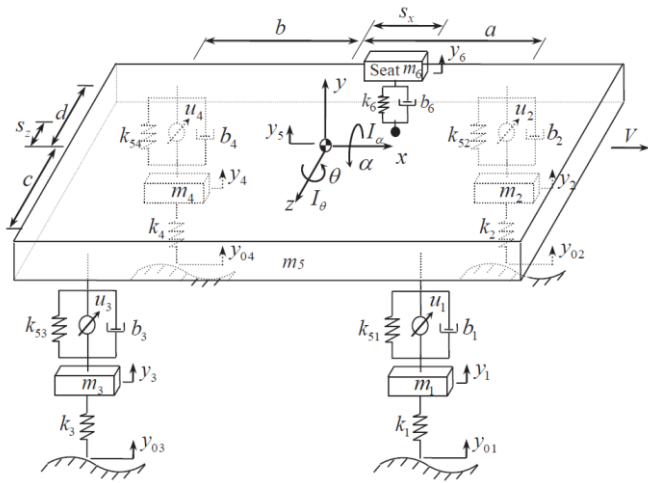 b
s_x
a
y_6
Seat m_6
d
s_z
c
y
k_6
b_6
u_4
k_54
b_4
y_5
I_α
α
x
u_2
k_52
b_2
V
y_4
m_4
θ
z
I_θ
m_2
y_2
k_4
y_04
k_2
y_02
m_5
u_3
k_53
b_3
u_1
k_51
b_1
m_3
y_3
m_1
y_1
k_3
k_1
y_03
y_01